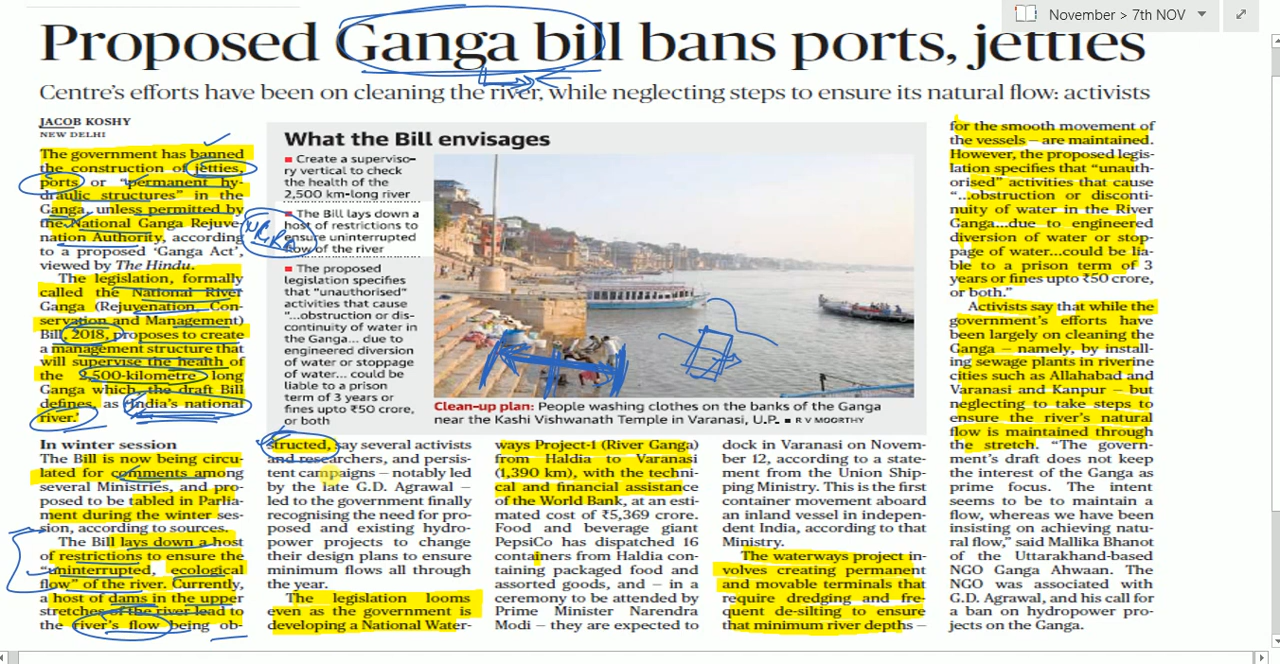 November > 7th NOV
Proposed Ganga bill bans ports, jetties
Centre's efforts have been on cleaning the river, while neglecting steps to ensure its natural flow: activists
JACOB KOSHY
NEW DELHI
The government has banned
the construction of jetties,
ports or "permanent hy-
draulic structures" in the
Ganga, unless permitted by
the National Ganga Rejuve-
nation Authority, according
to a proposed 'Ganga Act',
viewed by The Hindu.
The legislation, formally
called the National River
Ganga (Rejuvenation, Con-
servation and Management)
Bill, 2018, proposes to create
a management structure that
will supervise the health of
the 2,500-kilometre long
Ganga which, the draft Bill
defines, as 'India's national
river.'
In winter session
The Bill is now being circu-
lated for comments among
several Ministries, and pro-
posed to be tabled in Parlia-
ment during the winter ses-
sion, according to sources.
The Bill lays down a host
of restrictions to ensure the
"uninterrupted, ecological
flow" of the river. Currently,
a host of dams in the upper
stretches of the river lead to
the river's flow being ob-
What the Bill envisages
Create a superviso-
ry vertical to check
the health of the
2,500 km-long river
The Bill lays down a
host of restrictions to
ensure uninterrupted
flow of the river
The proposed
legislation specifies
that "unauthorised"
activities that cause
"...obstruction or dis-
continuity of water in
the Ganga... due to
engineered diversion
of water or stoppage
of water... could be
liable to a prison
term of 3 years or
fines upto ₹50 crore,
or both
Clean-up plan: People washing clothes on the banks of the Ganga
near the Kashi Vishwanath Temple in Varanasi, U.P. ■ R V MOORTHY
structed, say several activists
and researchers, and persis-
tent campaigns – notably led
by the late G.D. Agrawal –
led to the government finally
recognising the need for pro-
posed and existing hydro-
power projects to change
their design plans to ensure
minimum flows all through
the year.
The legislation looms
even as the government is
developing a National Water-
ways Project-1 (River Ganga)
from Haldia to Varanasi
(1,390 km), with the techni-
cal and financial assistance
of the World Bank, at an esti-
mated cost of ₹5,369 crore.
Food and beverage giant
PepsiCo has dispatched 16
containers from Haldia con-
taining packaged food and
assorted goods, and – in a
ceremony to be attended by
Prime Minister Narendra
Modi – they are expected to
dock in Varanasi on Novem-
ber 12, according to a state-
ment from the Union Ship-
ping Ministry. This is the first
container movement aboard
an inland vessel in indepen-
dent India, according to that
Ministry.
The waterways project in-
volves creating permanent
and movable terminals that
require dredging and fre-
quent de-silting to ensure
that minimum river depths –
for the smooth movement of
the vessels – are maintained.
However, the proposed legis-
lation specifies that "unauth-
orised" activities that cause
"...obstruction or disconti-
nuity of water in the River
Ganga...due to engineered
diversion of water or stop-
page of water...could be lia-
ble to a prison term of 3
years or fines upto ₹50 crore,
or both."
Activists say that while the
government's efforts have
been largely on cleaning the
Ganga – namely, by install-
ing sewage plants in riverine
cities such as Allahabad and
Varanasi and Kanpur – but
neglecting to take steps to
ensure the river's natural
flow is maintained through
the stretch. "The govern-
ment's draft does not keep
the interest of the Ganga as
prime focus. The intent
seems to be to maintain a
flow, whereas we have been
insisting on achieving natu-
ral flow," said Mallika Bhanot
of the Uttarakhand-based
NGO Ganga Ahwaan. The
NGO was associated with
G.D. Agrawal, and his call for
a ban on hydropower pro-
jects on the Ganga.